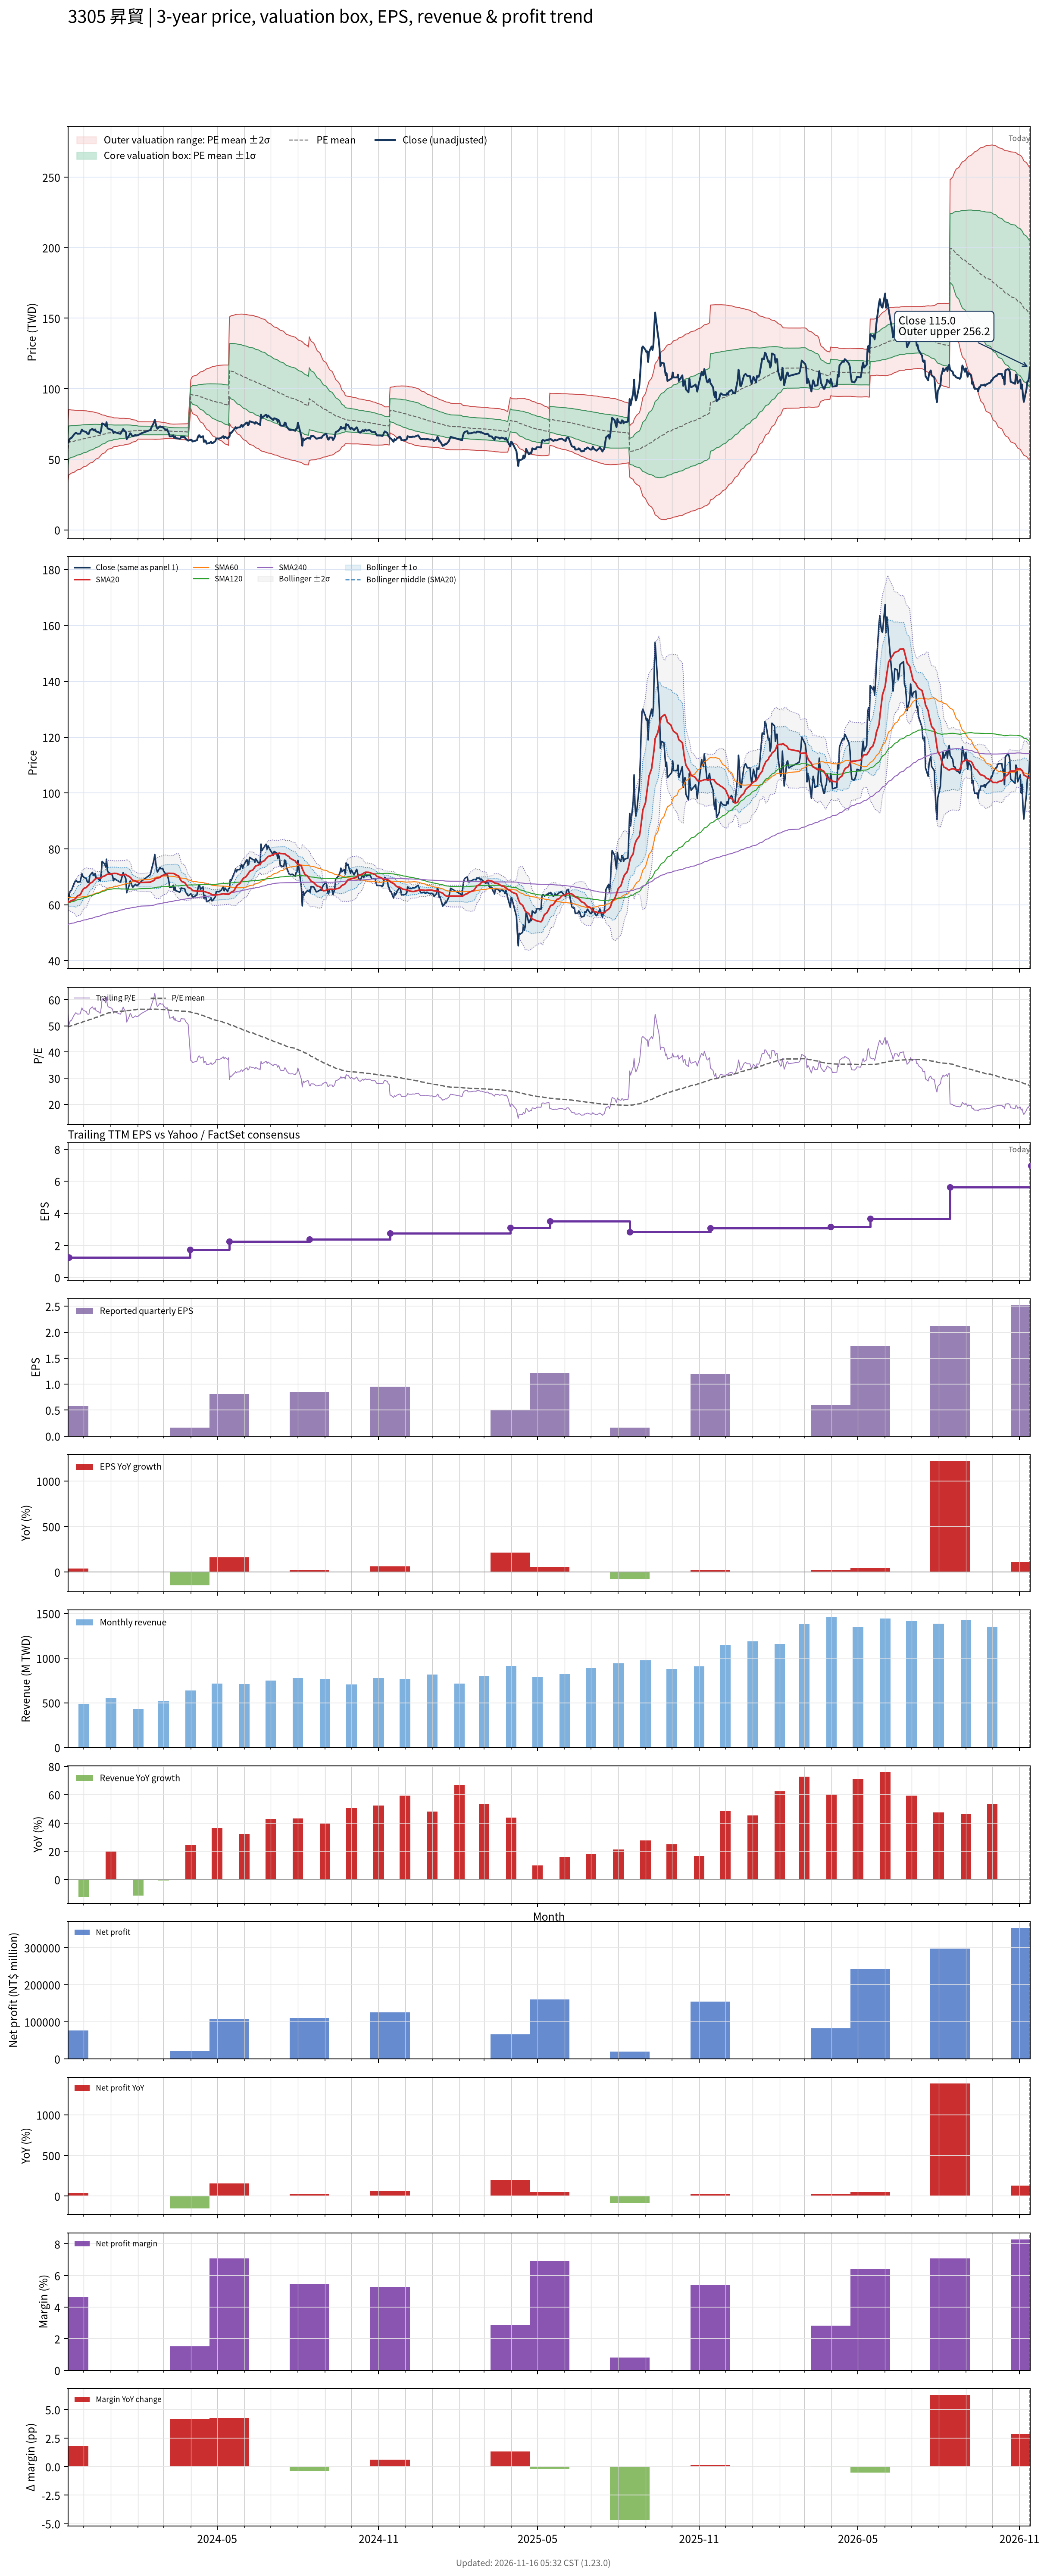 3305 昇貿 | 3-year price, valuation box, EPS, revenue & profit trend
Outer valuation range: PE mean ±2σ
Core valuation box: PE mean ±1σ
PE mean
Close (unadjusted)
Today
Close 115.0
Outer upper 256.2
Price (TWD)
250
200
150
100
50
0
Close (same as panel 1)
SMA20
SMA60
SMA120
SMA240
Bollinger ±2σ
Bollinger ±1σ
Bollinger middle (SMA20)
Price
180
160
140
120
100
80
60
40
Trailing P/E
P/E mean
P/E
60
50
40
30
20
Trailing TTM EPS vs Yahoo / FactSet consensus
Today
EPS
8
6
4
2
0
Reported quarterly EPS
EPS
2.5
2.0
1.5
1.0
0.5
0.0
EPS YoY growth
YoY (%)
1000
500
0
Monthly revenue
Revenue (M TWD)
1500
1000
500
0
Revenue YoY growth
YoY (%)
80
60
40
20
0
Month
Net profit
Net profit (NT$ million)
300000
200000
100000
0
Net profit YoY
YoY (%)
1000
500
0
Net profit margin
Margin (%)
8
6
4
2
0
Margin YoY change
Δ margin (pp)
5.0
2.5
0.0
-2.5
-5.0
2024-05
2024-11
2025-05
2025-11
2026-05
2026-11
Updated: 2026-11-16 05:32 CST (1.23.0)